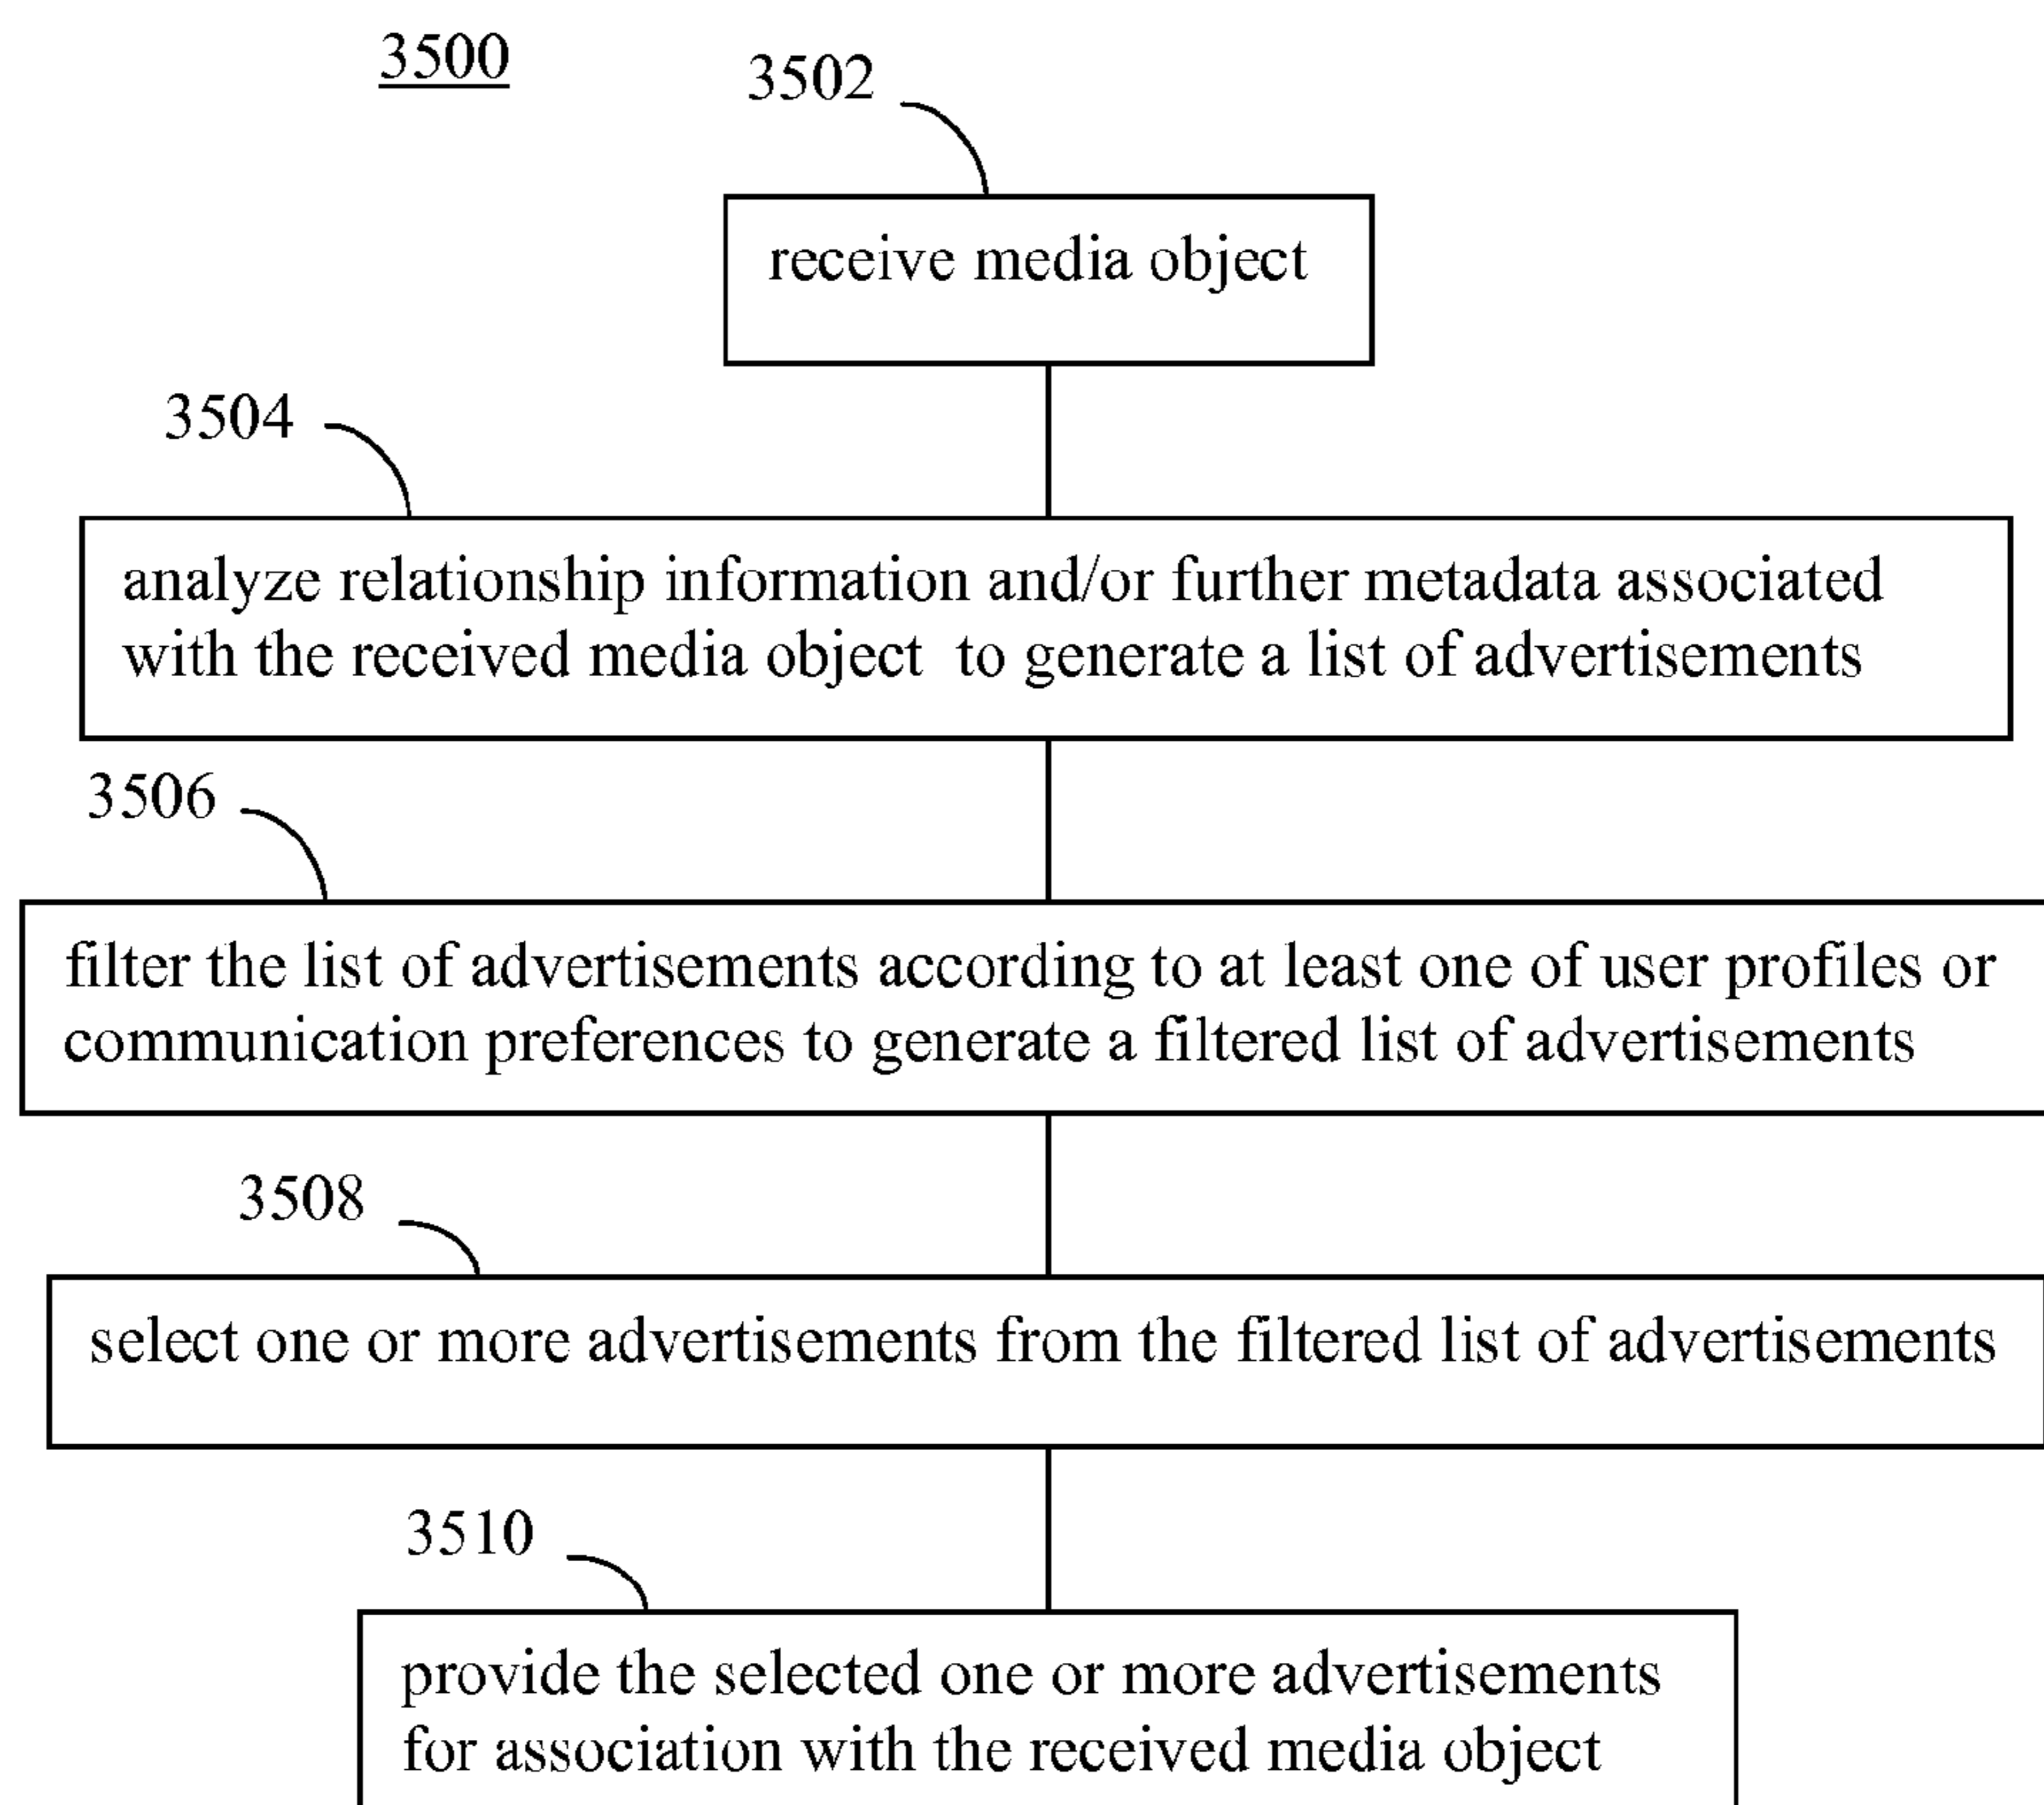 3500
3502
receive media object
3504
analyze relationship information and/or further metadata associated
with the received media object to generate a list of advertisements
3506
filter the list of advertisements according to at least one of user profiles or
communication preferences to generate a filtered list of advertisements
3508
select one or more advertisements from the filtered list of advertisements
3510
provide the selected one or more advertisements
for association with the received media object